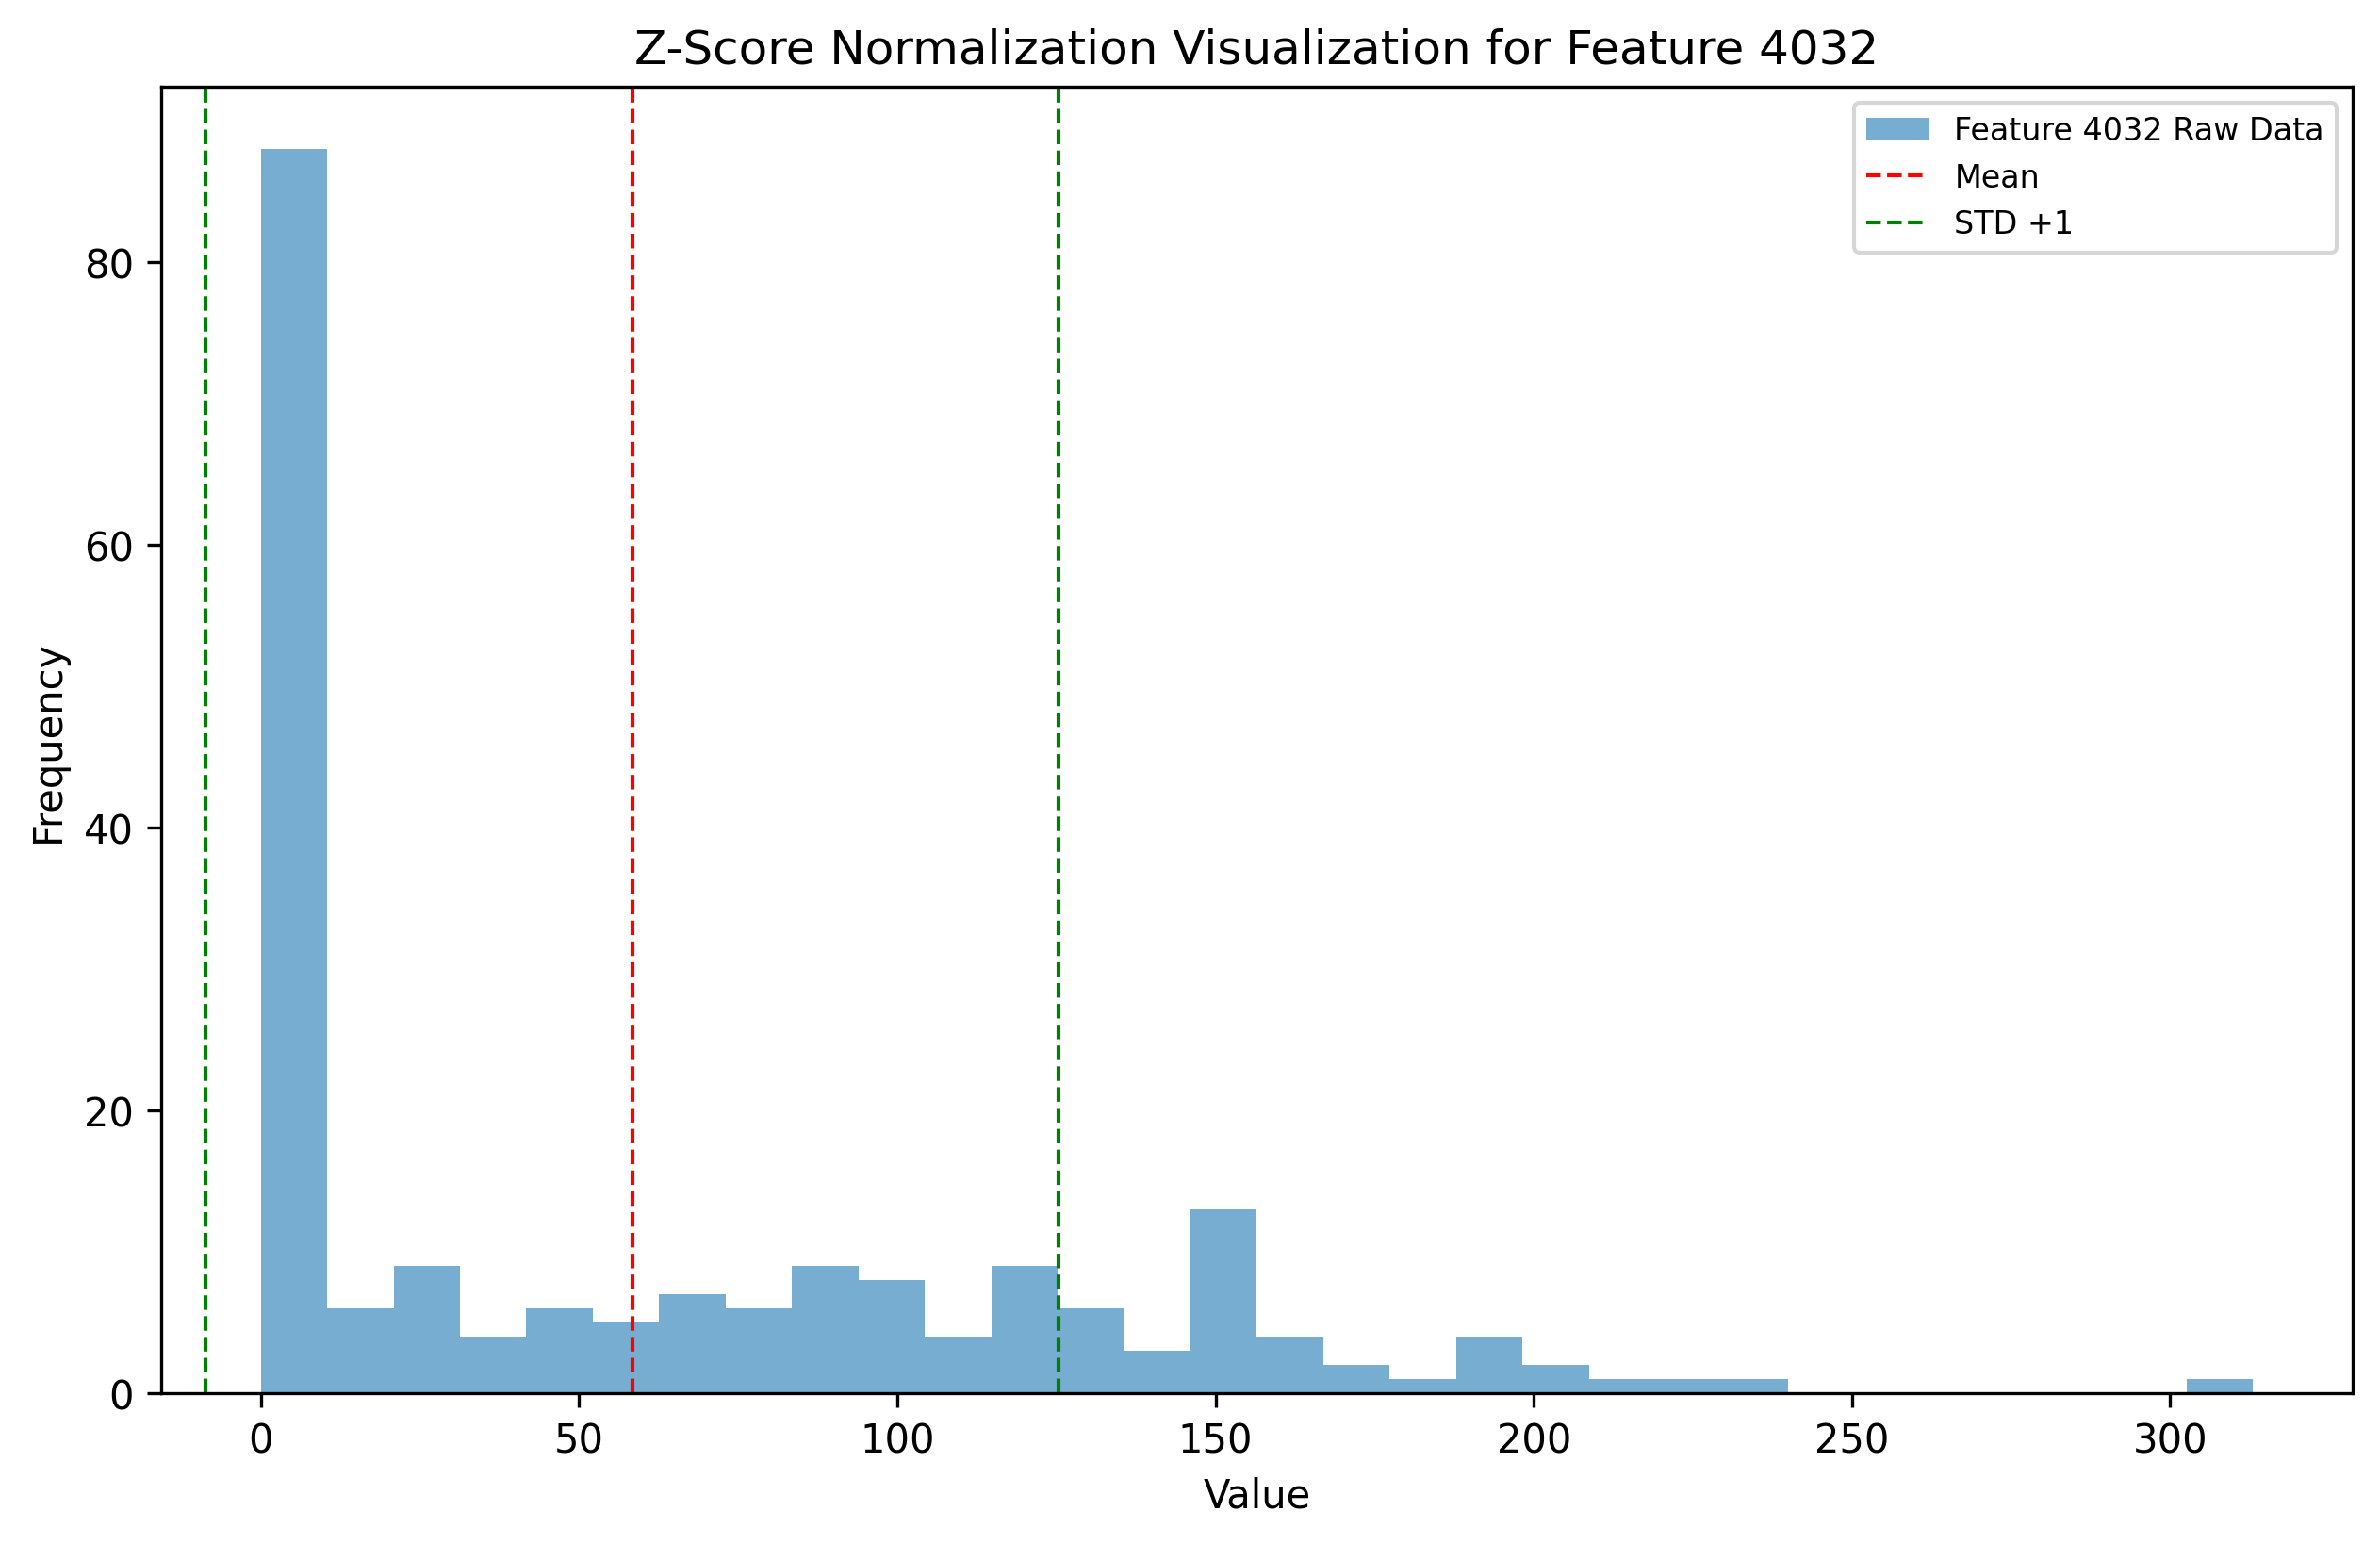 Z-Score Normalization Visualization for Feature 4032
Feature 4032 Raw Data
Mean
STD +1
Frequency
80
60
40
20
0
0 50 100 150 200 250 300
Value